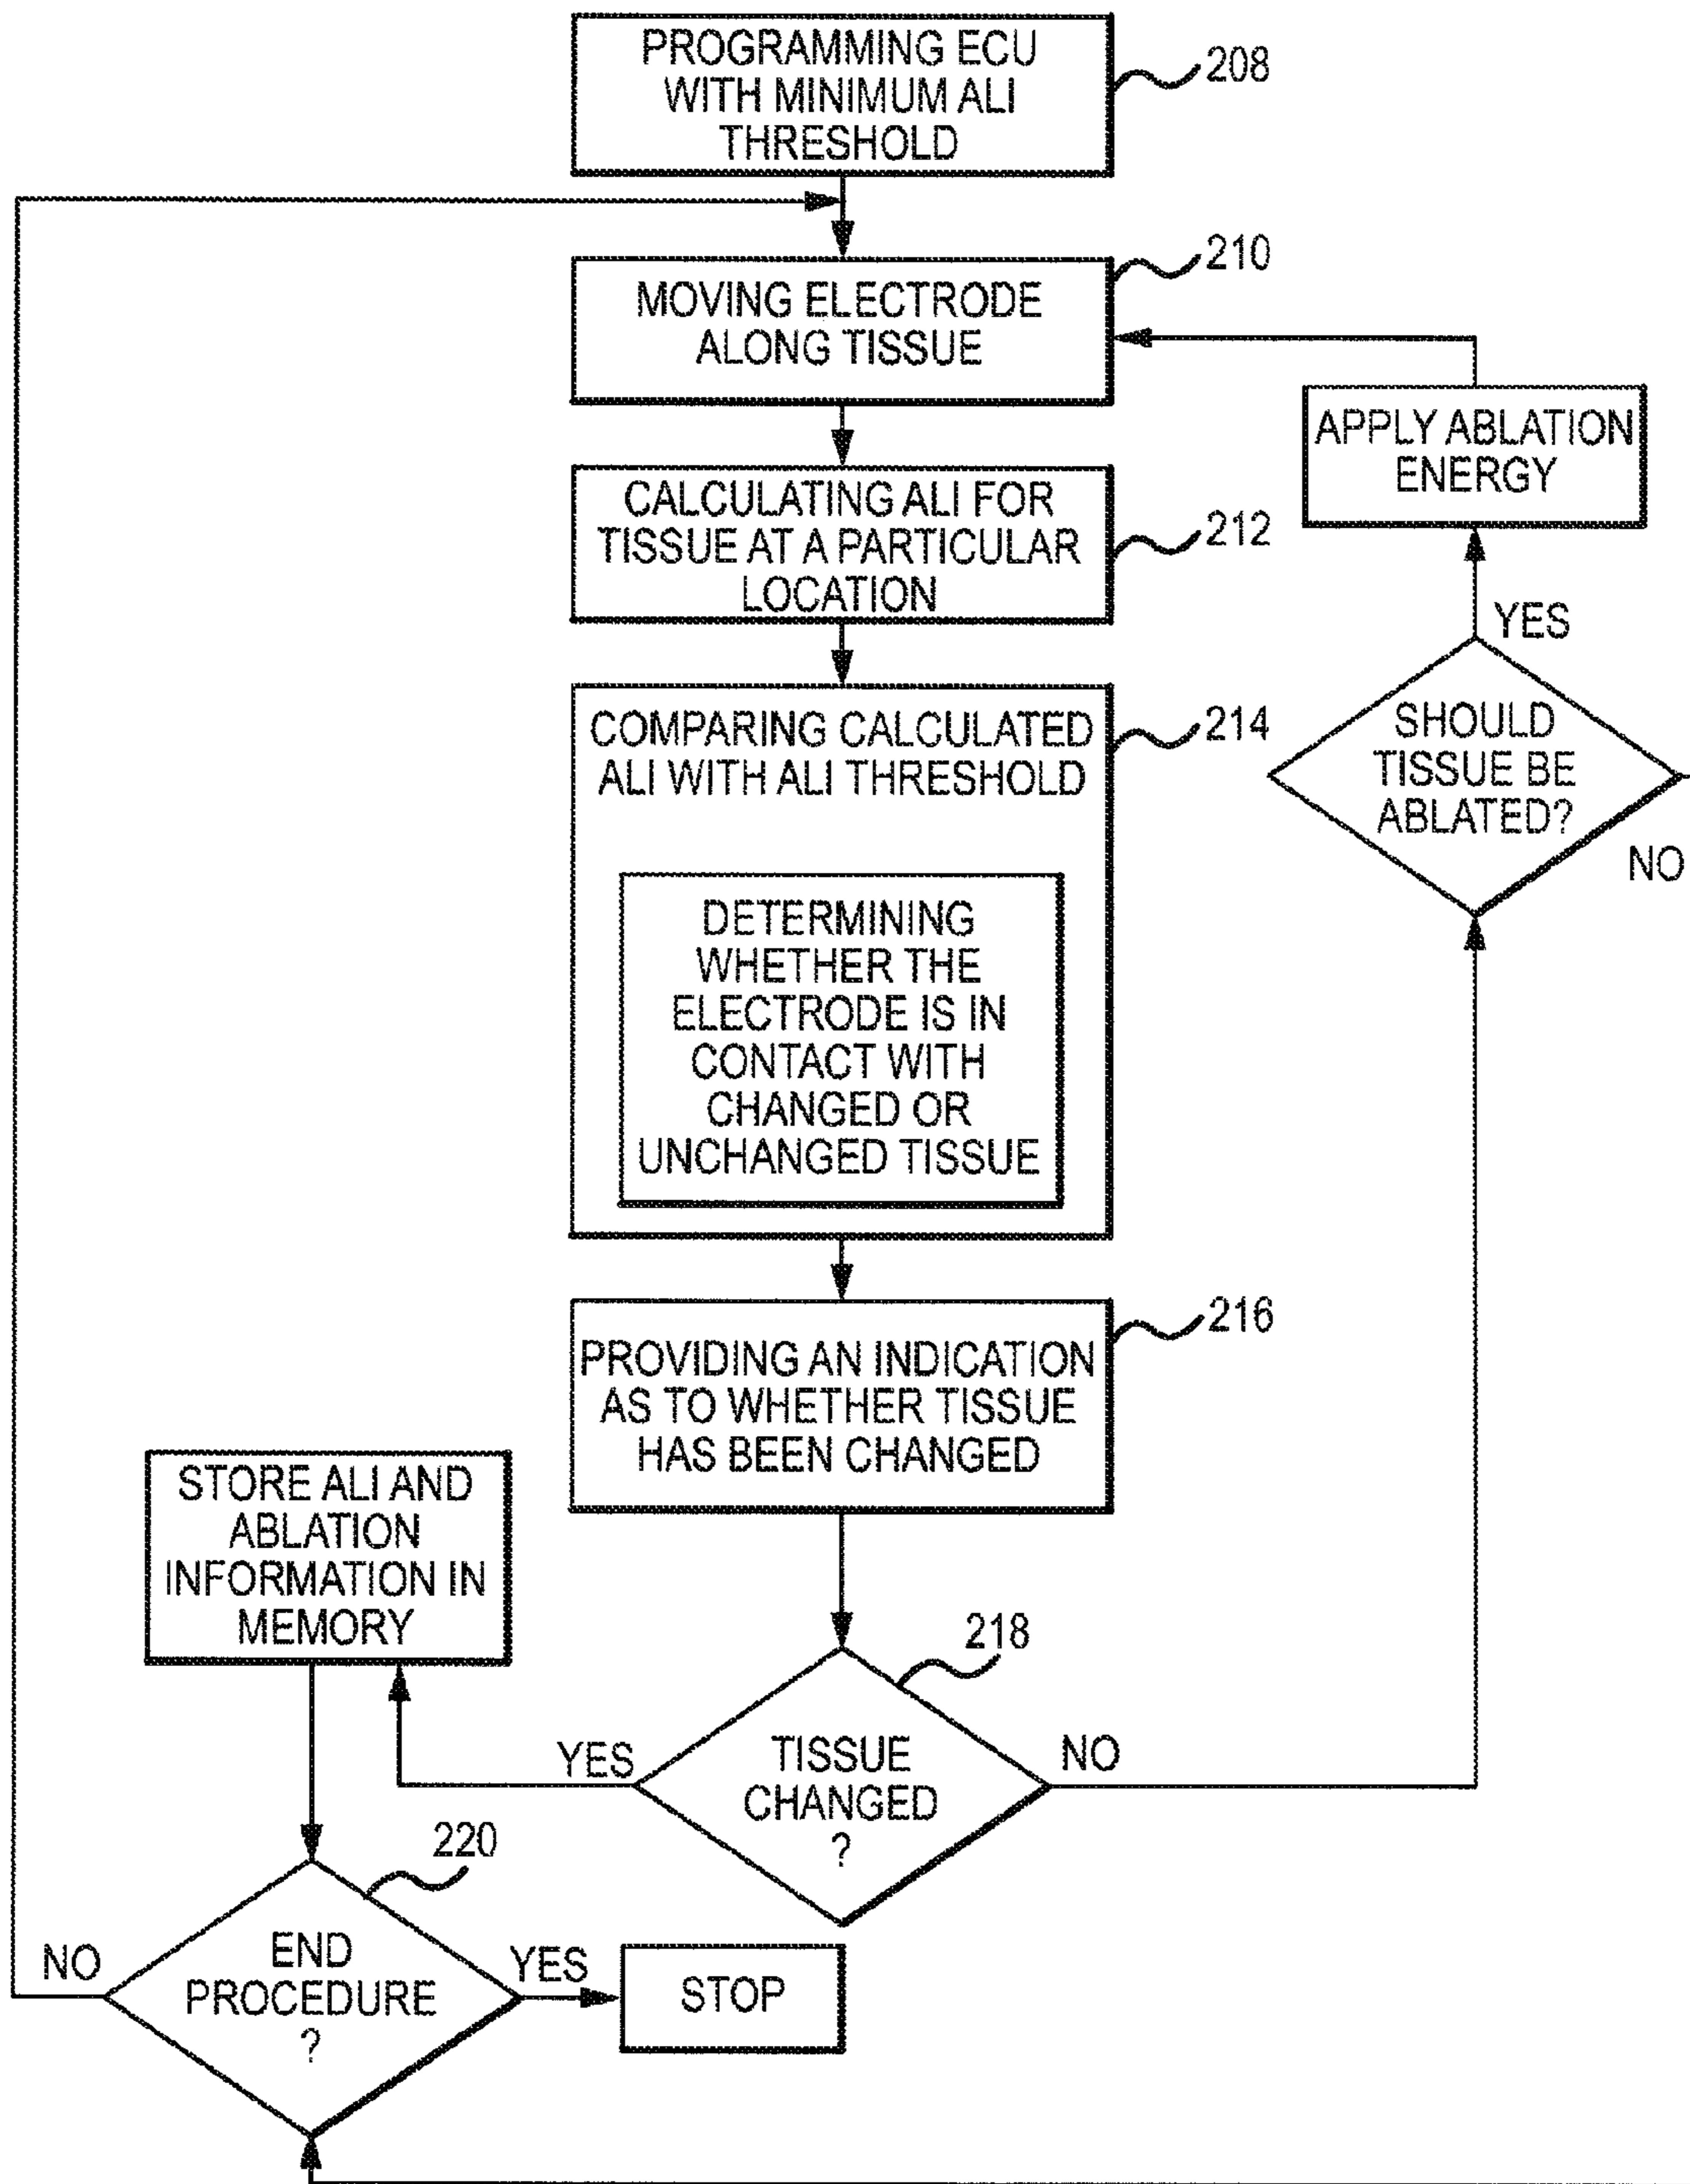 PROGRAMMING ECU
WITH MINIMUM ALI
THRESHOLD
208
MOVING ELECTRODE
ALONG TISSUE
210
CALCULATING ALI FOR
TISSUE AT A PARTICULAR
LOCATION
212
COMPARING CALCULATED
ALI WITH ALI THRESHOLD
214
DETERMINING
WHETHER THE
ELECTRODE IS IN
CONTACT WITH
CHANGED OR
UNCHANGED TISSUE
PROVIDING AN INDICATION
AS TO WHETHER TISSUE
HAS BEEN CHANGED
216
TISSUE
CHANGED
?
218
YES
NO
APPLY ABLATION
ENERGY
YES
SHOULD
TISSUE BE
ABLATED?
NO
STORE ALI AND
ABLATION
INFORMATION IN
MEMORY
END
PROCEDURE
?
220
NO
YES
STOP